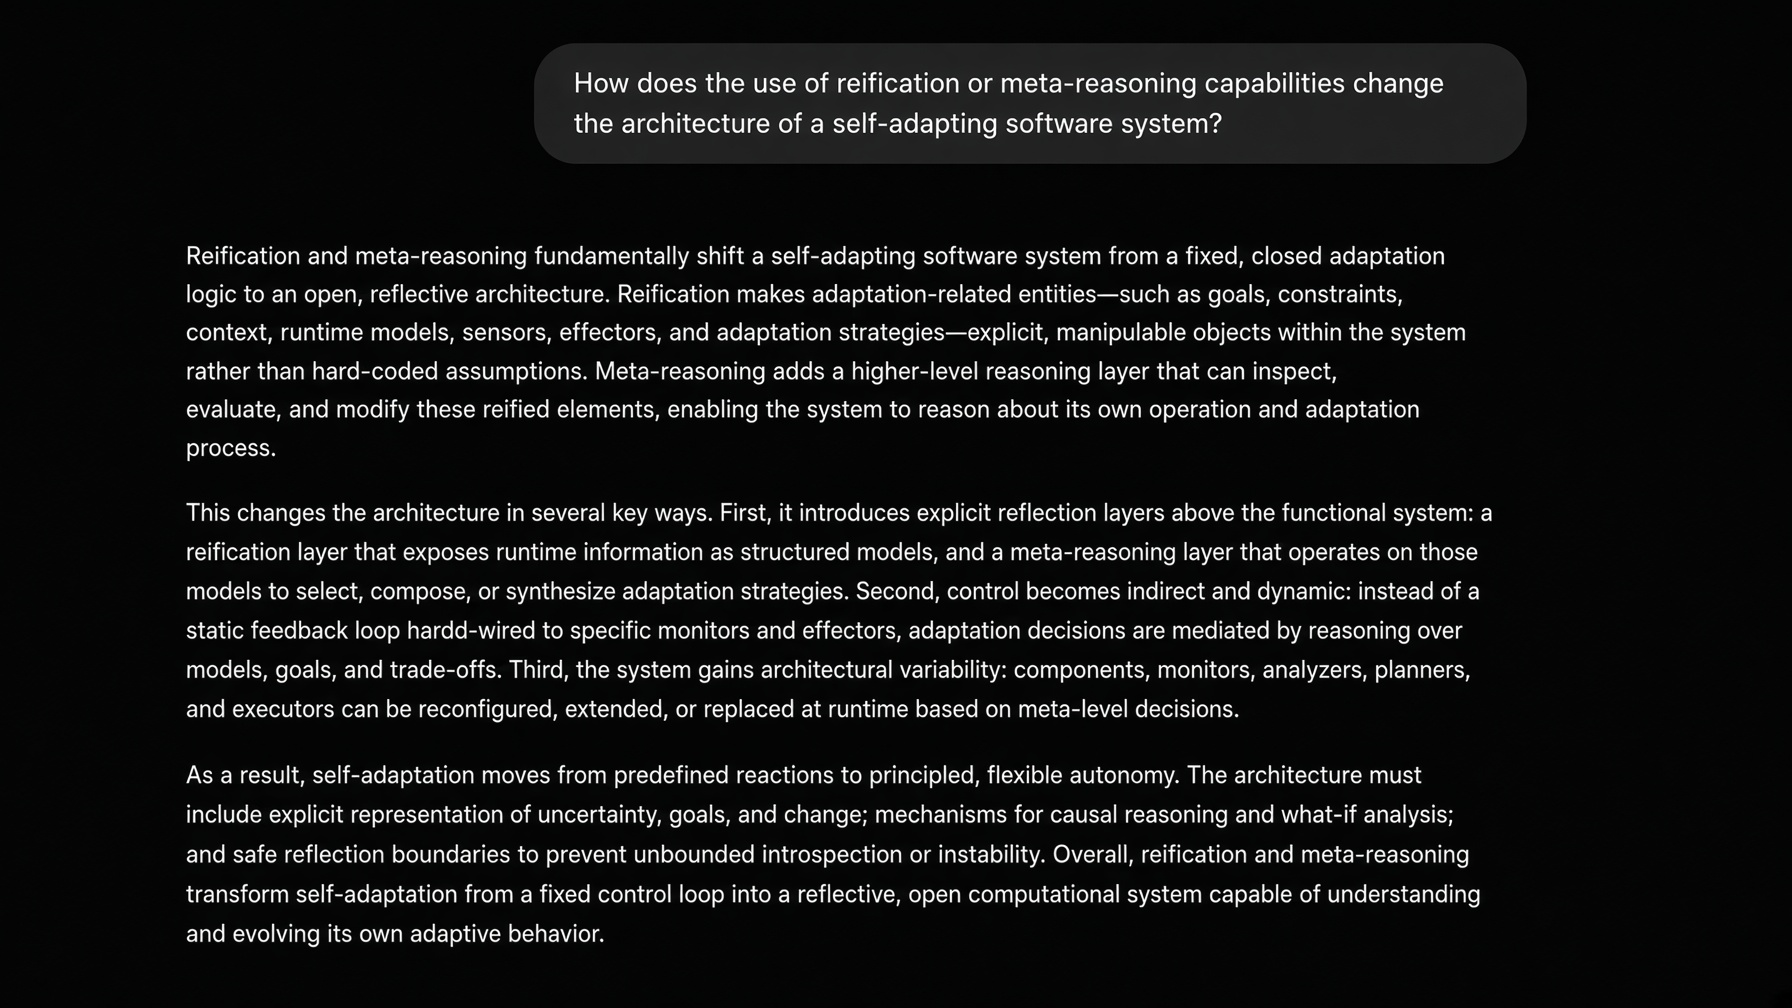 How does the use of reification or meta-reasoning capabilities change
the architecture of a self-adapting software system?
Reification and meta-reasoning fundamentally shift a self-adapting software system from a fixed, closed adaptation
logic to an open, reflective architecture. Reification makes adaptation-related entities—such as goals, constraints,
context, runtime models, sensors, effectors, and adaptation strategies—explicit, manipulable objects within the system
rather than hard-coded assumptions. Meta-reasoning adds a higher-level reasoning layer that can inspect,
evaluate, and modify these reified elements, enabling the system to reason about its own operation and adaptation
process.
This changes the architecture in several key ways. First, it introduces explicit reflection layers above the functional system: a
reification layer that exposes runtime information as structured models, and a meta-reasoning layer that operates on those
models to select, compose, or synthesize adaptation strategies. Second, control becomes indirect and dynamic: instead of a
static feedback loop hardd-wired to specific monitors and effectors, adaptation decisions are mediated by reasoning over
models, goals, and trade-offs. Third, the system gains architectural variability: components, monitors, analyzers, planners,
and executors can be reconfigured, extended, or replaced at runtime based on meta-level decisions.
As a result, self-adaptation moves from predefined reactions to principled, flexible autonomy. The architecture must
include explicit representation of uncertainty, goals, and change; mechanisms for causal reasoning and what-if analysis;
and safe reflection boundaries to prevent unbounded introspection or instability. Overall, reification and meta-reasoning
transform self-adaptation from a fixed control loop into a reflective, open computational system capable of understanding
and evolving its own adaptive behavior.